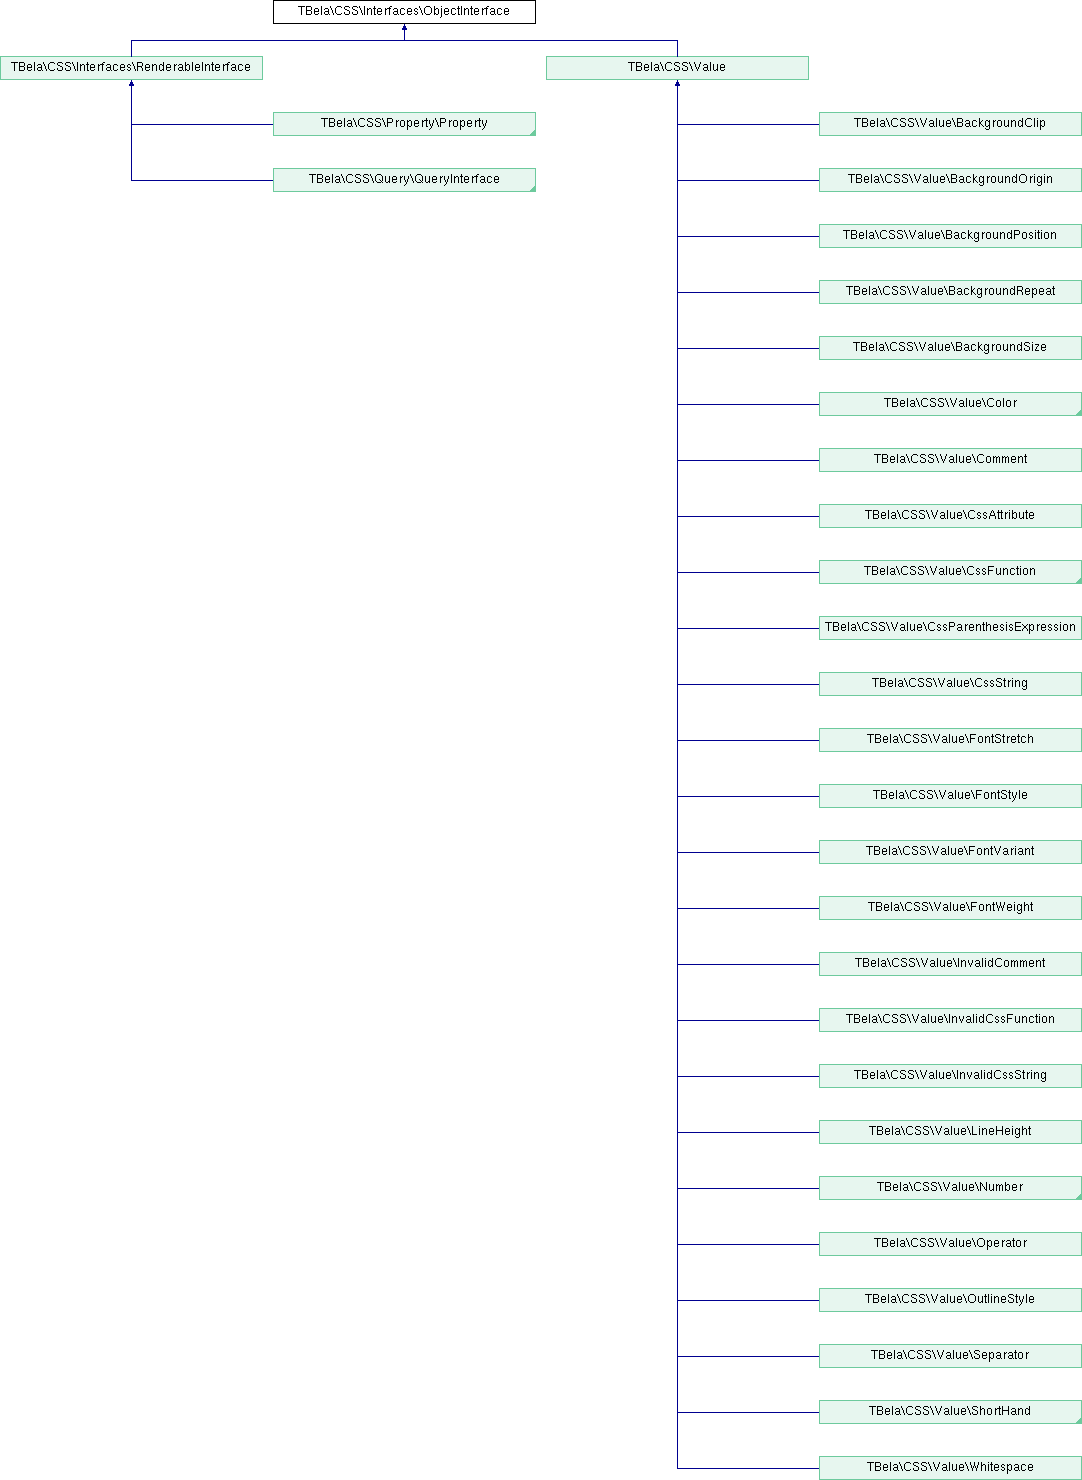 TBela\CSS\Interfaces\ObjectInterface
TBela\CSS\Interfaces\RenderableInterface
TBela\CSS\Value
TBela\CSS\Property\Property
TBela\CSS\Query\QueryInterface
TBela\CSS\Value\BackgroundClip
TBela\CSS\Value\BackgroundOrigin
TBela\CSS\Value\BackgroundPosition
TBela\CSS\Value\BackgroundRepeat
TBela\CSS\Value\BackgroundSize
TBela\CSS\Value\Color
TBela\CSS\Value\Comment
TBela\CSS\Value\CssAttribute
TBela\CSS\Value\CssFunction
TBela\CSS\Value\CssParenthesisExpression
TBela\CSS\Value\CssString
TBela\CSS\Value\FontStretch
TBela\CSS\Value\FontStyle
TBela\CSS\Value\FontVariant
TBela\CSS\Value\FontWeight
TBela\CSS\Value\InvalidComment
TBela\CSS\Value\InvalidCssFunction
TBela\CSS\Value\InvalidCssString
TBela\CSS\Value\LineHeight
TBela\CSS\Value\Number
TBela\CSS\Value\Operator
TBela\CSS\Value\OutlineStyle
TBela\CSS\Value\Separator
TBela\CSS\Value\ShortHand
TBela\CSS\Value\Whitespace